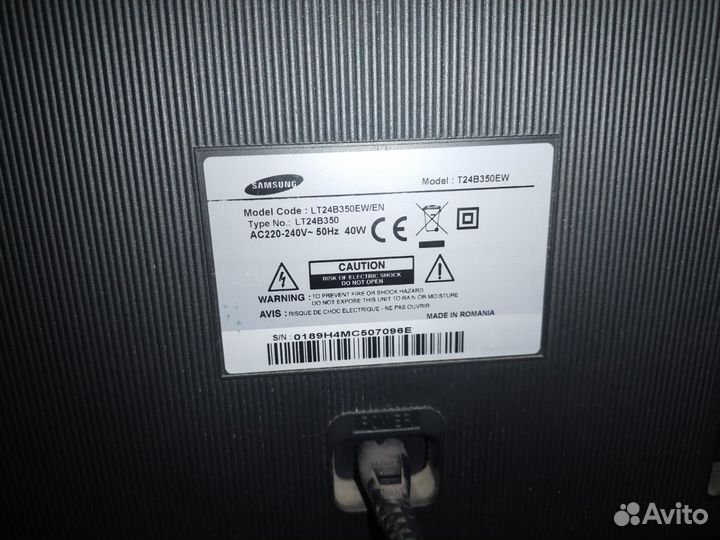 SAMSUNG
Model : T24B350EW
Model Code : LT24B350EW/EN
Type No.: LT24B350
AC220-240V~ 50Hz 40W
CE
CAUTION
RISK OF ELECTRIC SHOCK
DO NOT OPEN
WARNING : TO PREVENT FIRE OR SHOCK HAZARD
DO NOT EXPOSE THIS UNIT TO RAIN OR MOISTURE
AVIS : RISQUE DE CHOC ELECTRIQUE - NE PAS OUVRIR
MADE IN ROMANIA
S/N : 0189H4MC507096E
POWER
Avito